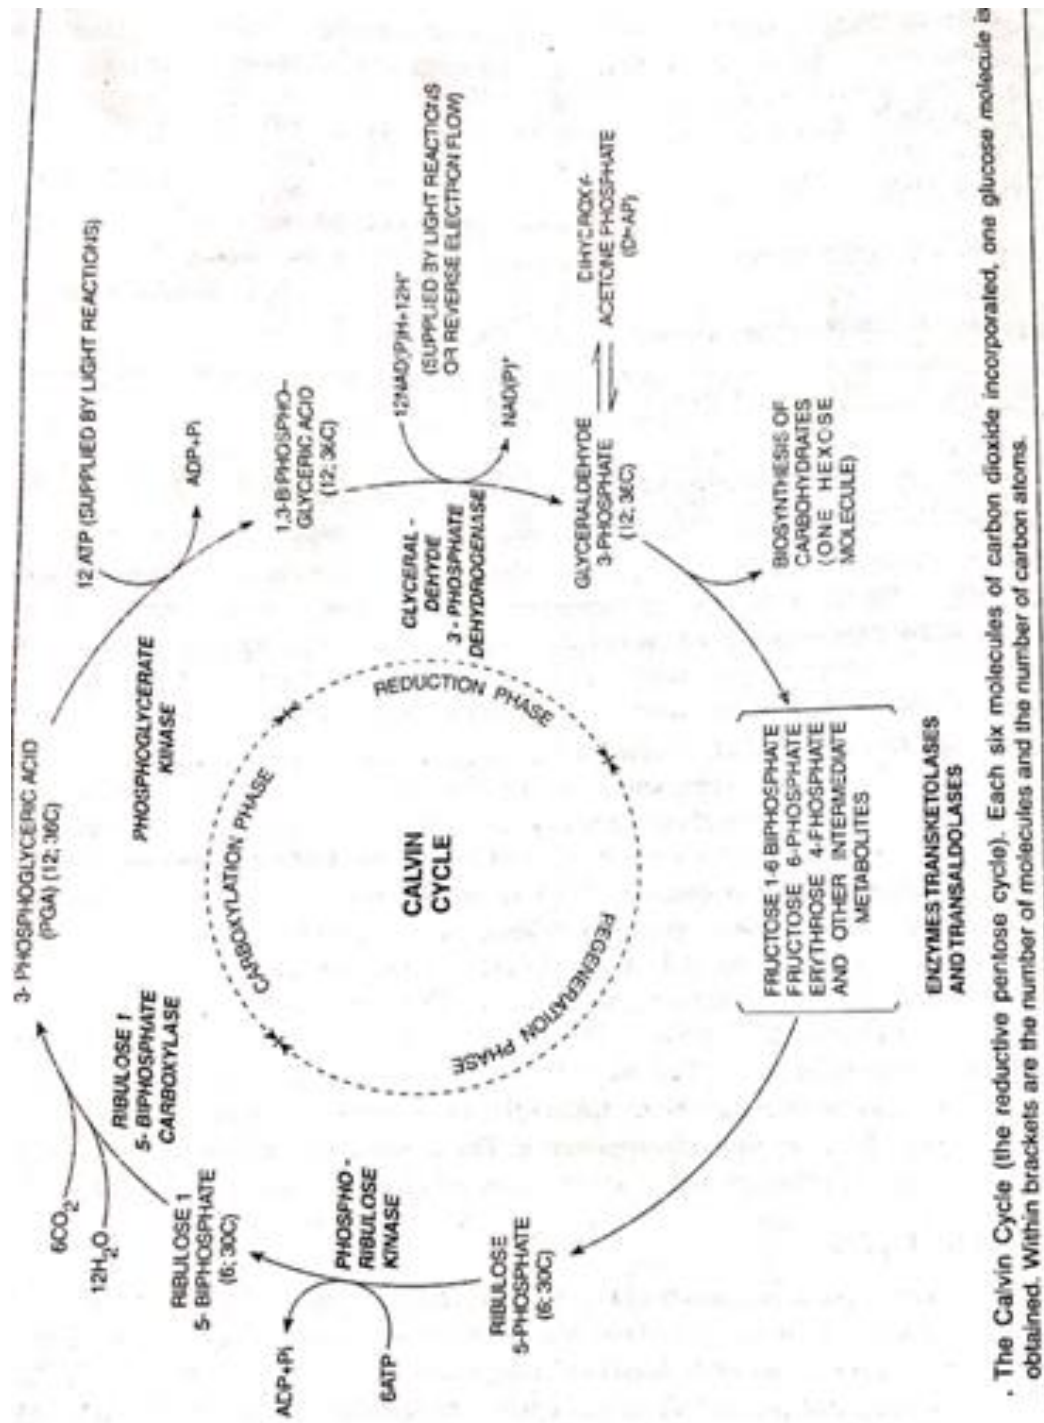 3- PHOSPHOGLYCERIC ACID
(PGA) (12; 36C)
12 ATP (SUPPLIED BY LIGHT REACTIONS)
ADP+Pi
PHOSPHOGLYCERATE
KINASE
1,3-BIPHOSPHO—
GLYCERIC ACID
(12; 36C)
12NAD(P)H+12H⁺
(SUPPLIED BY LIGHT REACTIONS
OR REVERSE ELECTRON FLOW)
NAD(P)⁺
GLYCERAL -
DEHYDE
3 - PHOSPHATE
DEHYDROGENASE
GLYCERALDEHYDE
3-PHOSPHATE
(12; 36C)
DIHYDROXY-
ACETONE PHOSPHATE
(DHAP)
BIOSYNTHESIS OF
CARBOHYDRATES
(ONE HEXOSE
MOLECULE)
FRUCTOSE 1-6 BIPHOSPHATE
FRUCTOSE 6-PHOSPHATE
ERYTHROSE 4-PHOSPHATE
AND OTHER INTERMEDIATE
METABOLITES
ENZYMES TRANSKETOLASES
AND TRANSALDOLASES
RIBULOSE
5-PHOSPHATE
(6; 30C)
PHOSPHO -
RIBULOSE
KINASE
6ATP
ADP+Pi
RIBULOSE 1
5- BIPHOSPHATE
(6; 30C)
6CO₂
12H₂O
RIBULOSE 1
5- BIPHOSPHATE
CARBOXYLASE
CARBOXYLATION PHASE
REDUCTION PHASE
REGENERATION
PHASE
CALVIN
CYCLE
. The Calvin Cycle (the reductive pentose cycle). Each six molecules of carbon dioxide incorporated, one glucose molecule is
obtained. Within brackets are the number of molecules and the number of carbon atoms.